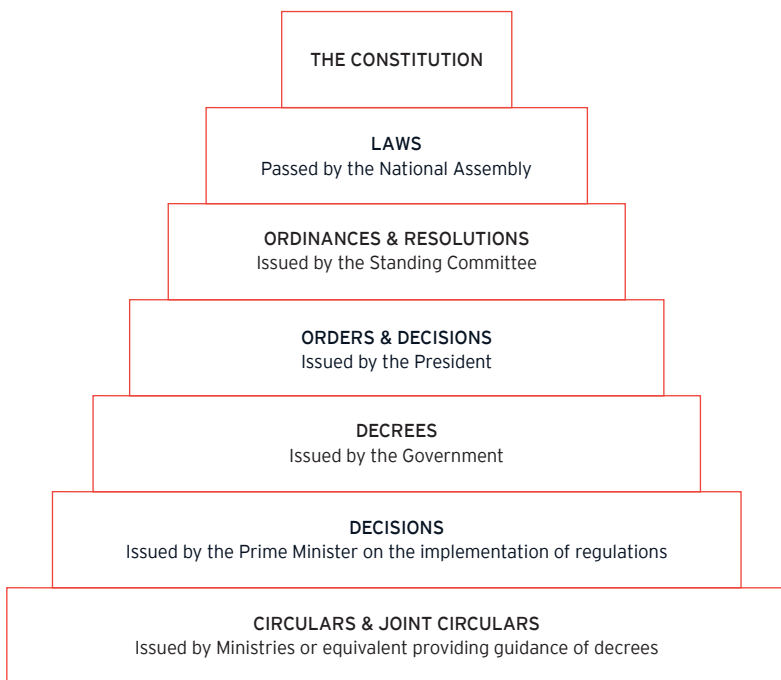 THE CONSTITUTION
LAWS
Passed by the National Assembly
ORDINANCES & RESOLUTIONS
Issued by the Standing Committee
ORDERS & DECISIONS
Issued by the President
DECREES
Issued by the Government
DECISIONS
Issued by the Prime Minister on the implementation of regulations
CIRCULARS & JOINT CIRCULARS
Issued by Ministries or equivalent providing guidance of decrees